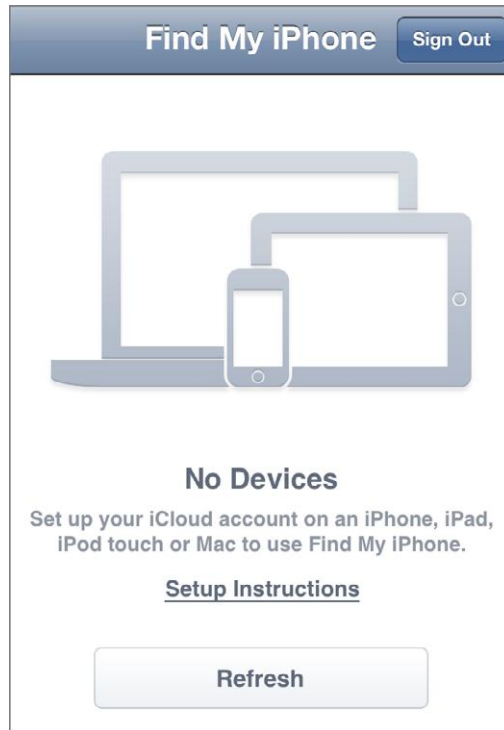 Find My iPhone
Sign Out
No Devices
Set up your iCloud account on an iPhone, iPad,
iPod touch or Mac to use Find My iPhone.
Setup Instructions
Refresh